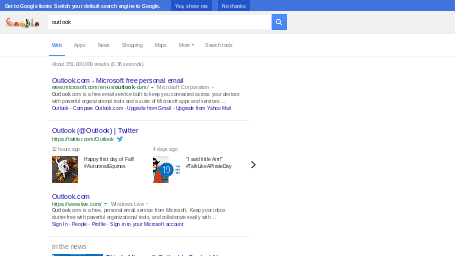 Get to Google faster. Switch your default search engine to Google.
Yes, show me
No thanks
outlook
Web Apps News Shopping Maps More Search tools
About 351,000,000 results (0.36 seconds)
Outlook.com - Microsoft free personal email
www.microsoft.com/en-us/outlook-com/ - Microsoft Corporation
Outlook.com is a free email service built to keep you connected across your devices
with powerful organizational tools and a suite of Microsoft apps and services ...
Outlook - Compare Outlook.com - Upgrade from Gmail - Upgrade from Yahoo Mail
Outlook (@Outlook) | Twitter
https://twitter.com/Outlook
12 hours ago
4 days ago
Happy first day of Fall!
#AutumnalEquinox
"I said little Arrr!"
#TalkLikeAPirateDay
Outlook.com
https://www.live.com/ - Windows Live
Outlook.com is a free, personal email service from Microsoft. Keep your inbox
clutter-free with powerful organizational tools, and collaborate easily with ...
Sign In - People - Profile - Sign in to your Microsoft account
In the news